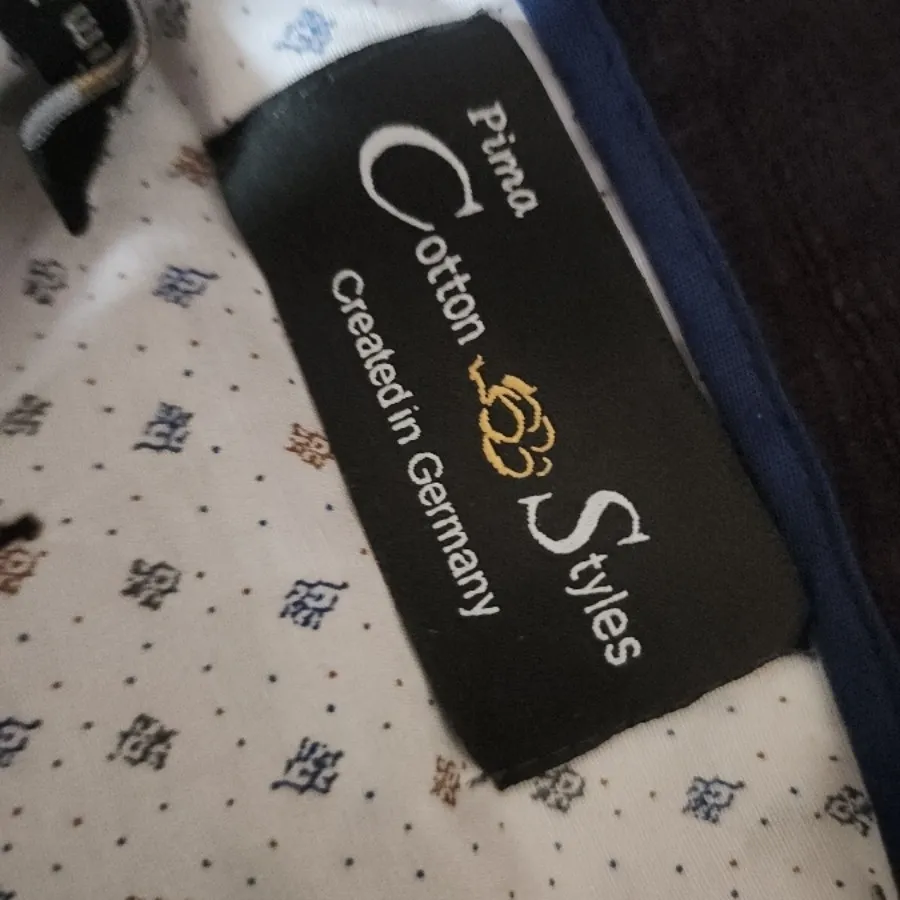 Pima
Cotton Styles
Created in Germany